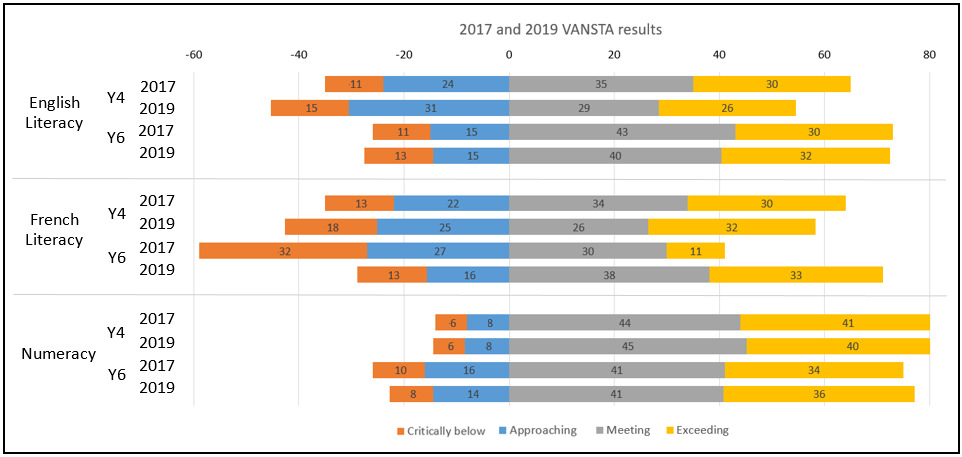 2017 and 2019 VANSTA results
-60 -40 -20 0 20 40 60 80
English Literacy
Y4
2017 11 24 35 30
2019 15 31 29 26
Y6
2017 11 15 43 30
2019 13 15 40 32
French Literacy
Y4
2017 13 22 34 30
2019 18 25 26 32
Y6
2017 32 27 30 11
2019 13 16 38 33
Numeracy
Y4
2017 6 8 44 41
2019 6 8 45 40
Y6
2017 10 16 41 34
2019 8 14 41 36
Critically below Approaching Meeting Exceeding